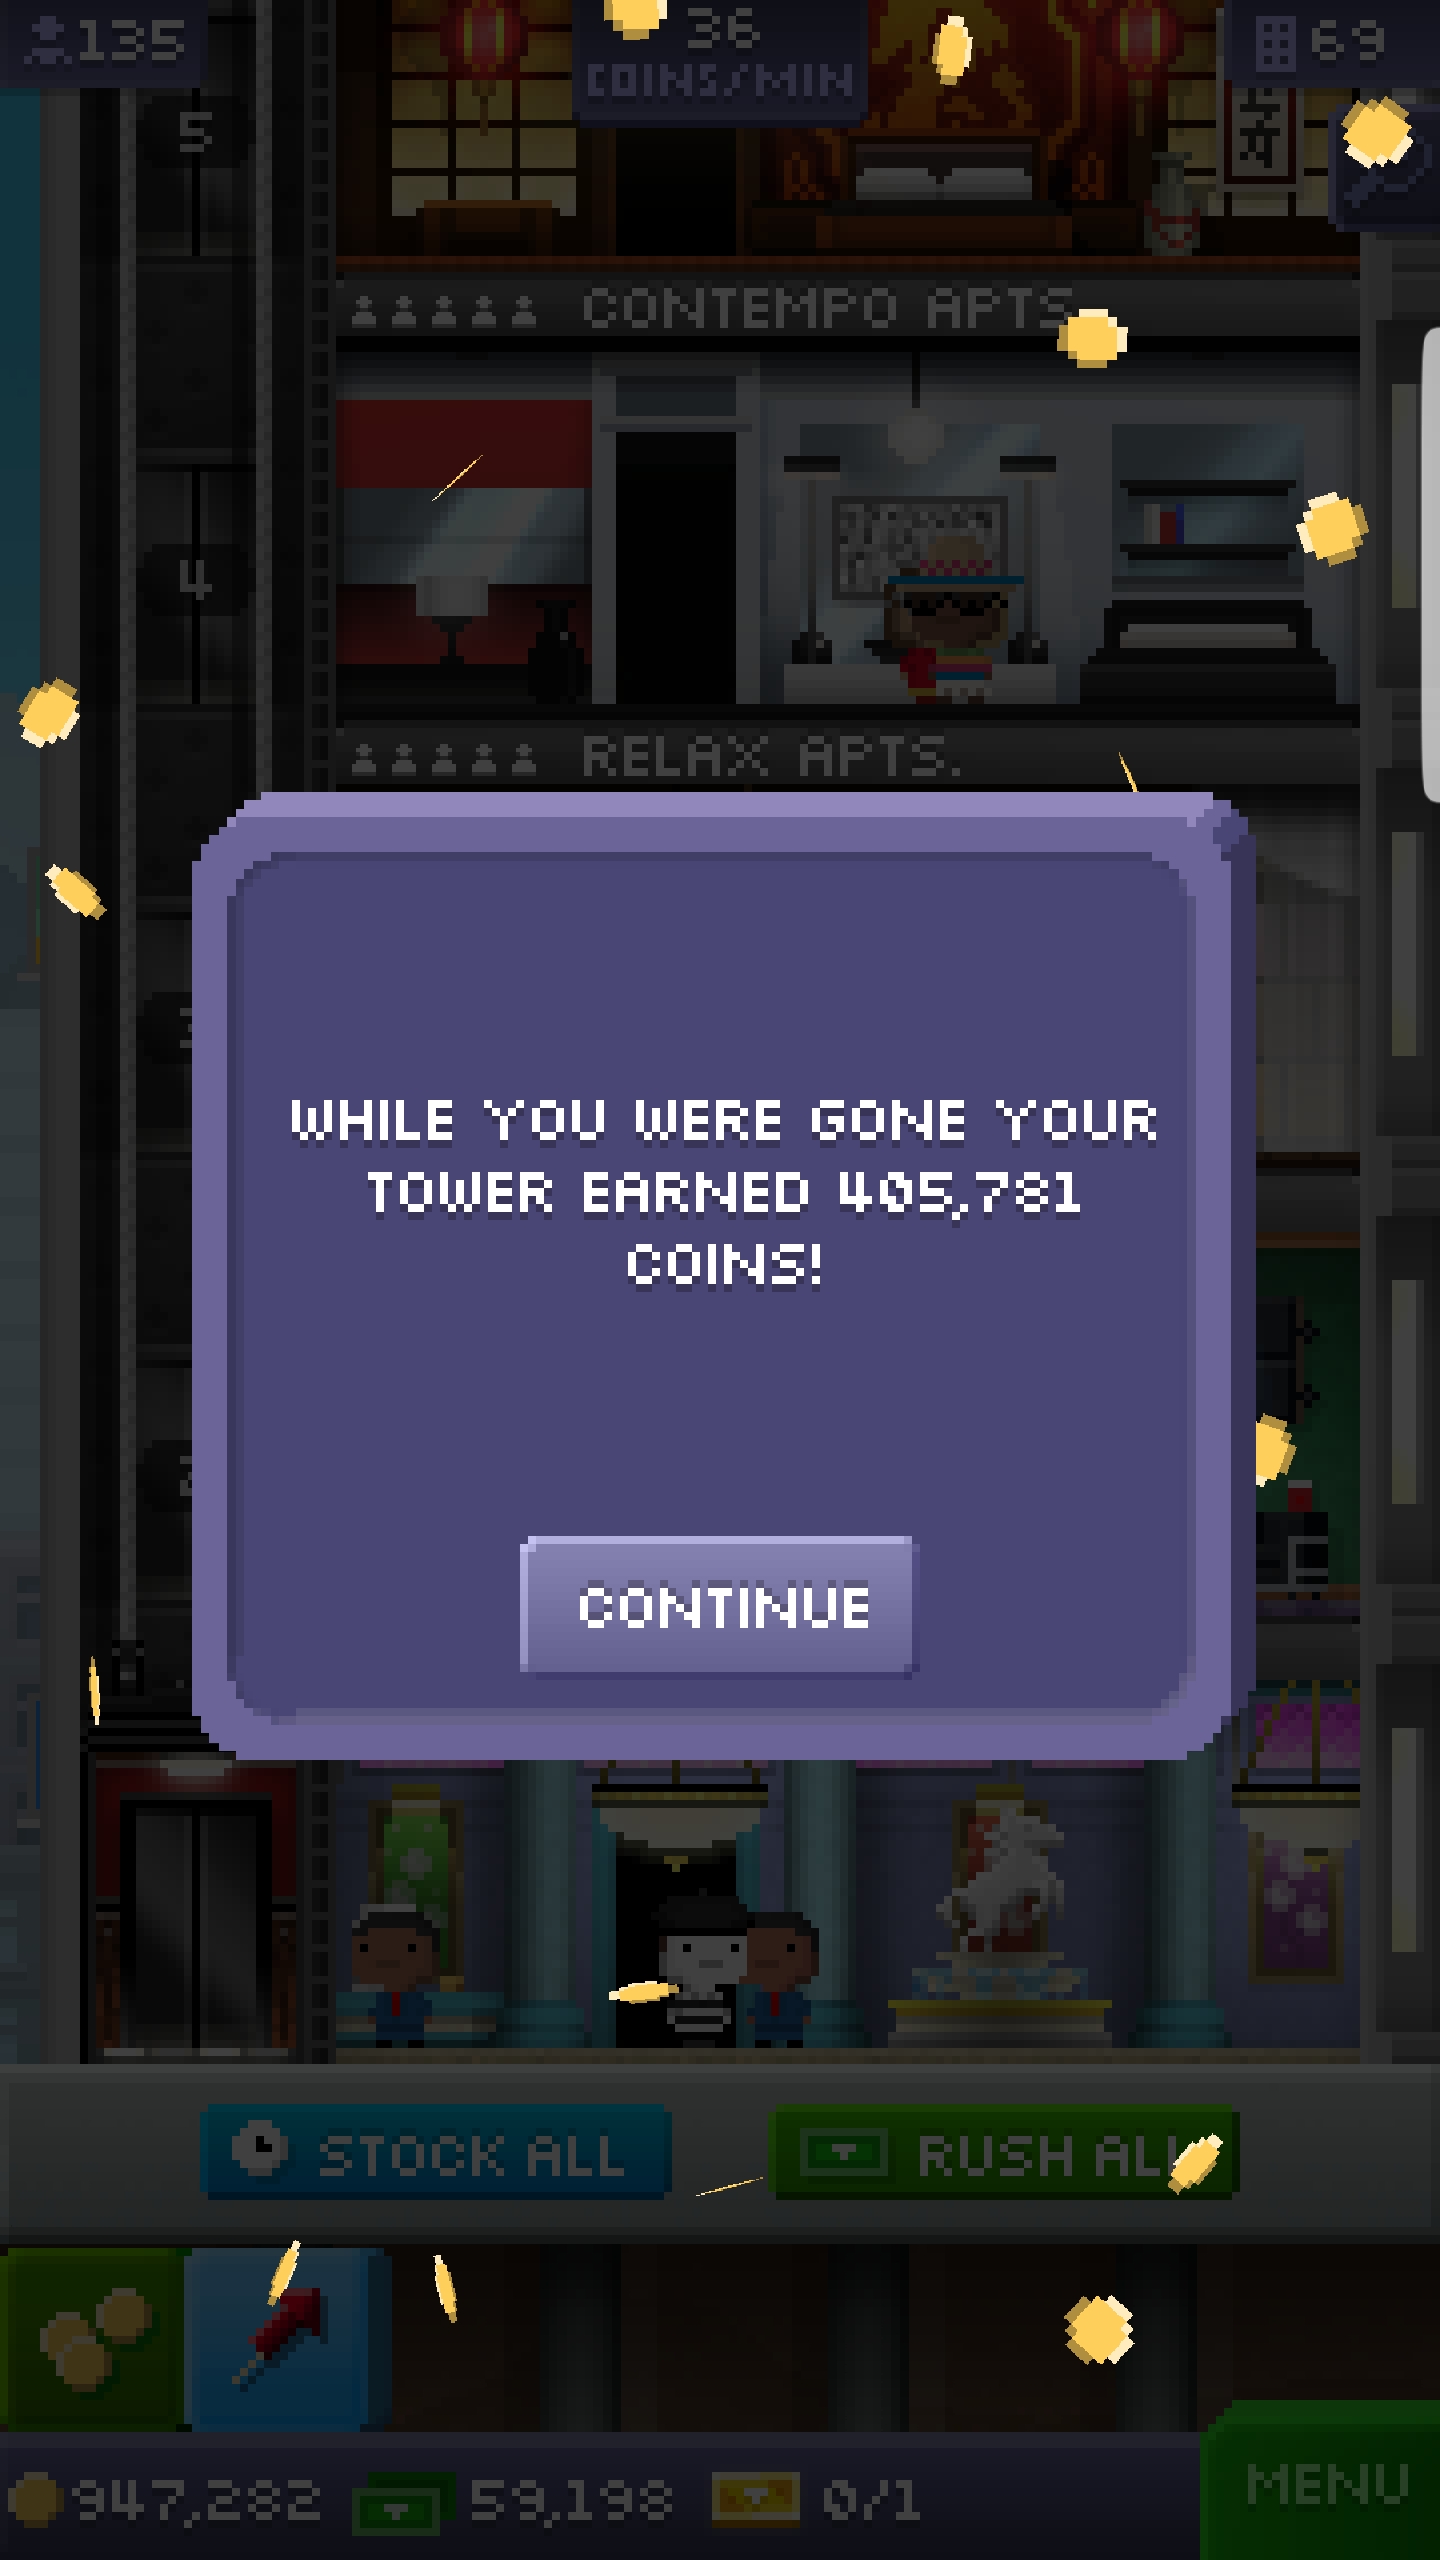 135
36
COINS/MIN
69
5
CONTEMPO APTS.
4
RELAX APTS.
WHILE YOU WERE GONE YOUR
TOWER EARNED 405,781
COINS!
CONTINUE
STOCK ALL
RUSH ALL
947,282
59,198
0/1
MENU